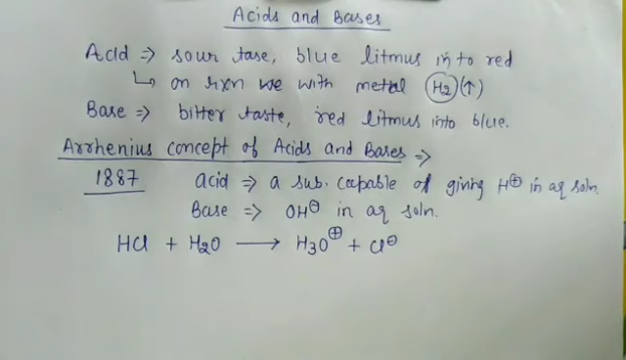 Acids and Bases
Acid => sour tase, blue litmus in to red
↳ on rxn we with metal (H2)(↑)
Base => bitter taste, red litmus into blue.
Arrhenius concept of Acids and Bases =>
1887 acid => a sub. capable of giving H⊕ in aq soln.
Base => OH⊖ in aq soln.
HCl + H2O ⟶ H3O⊕ + Cl⊖